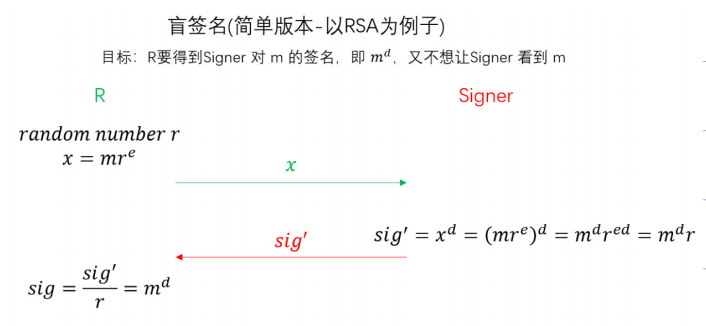 盲签名(简单版本-以RSA为例子)
目标：R要得到Signer 对 m 的签名，即 m^d，又不想让Signer 看到 m
R
Signer
random number r
x = mr^e
x
sig' = x^d = (mr^e)^d = m^d r^{ed} = m^d r
sig'
sig = \frac{sig'}{r} = m^d